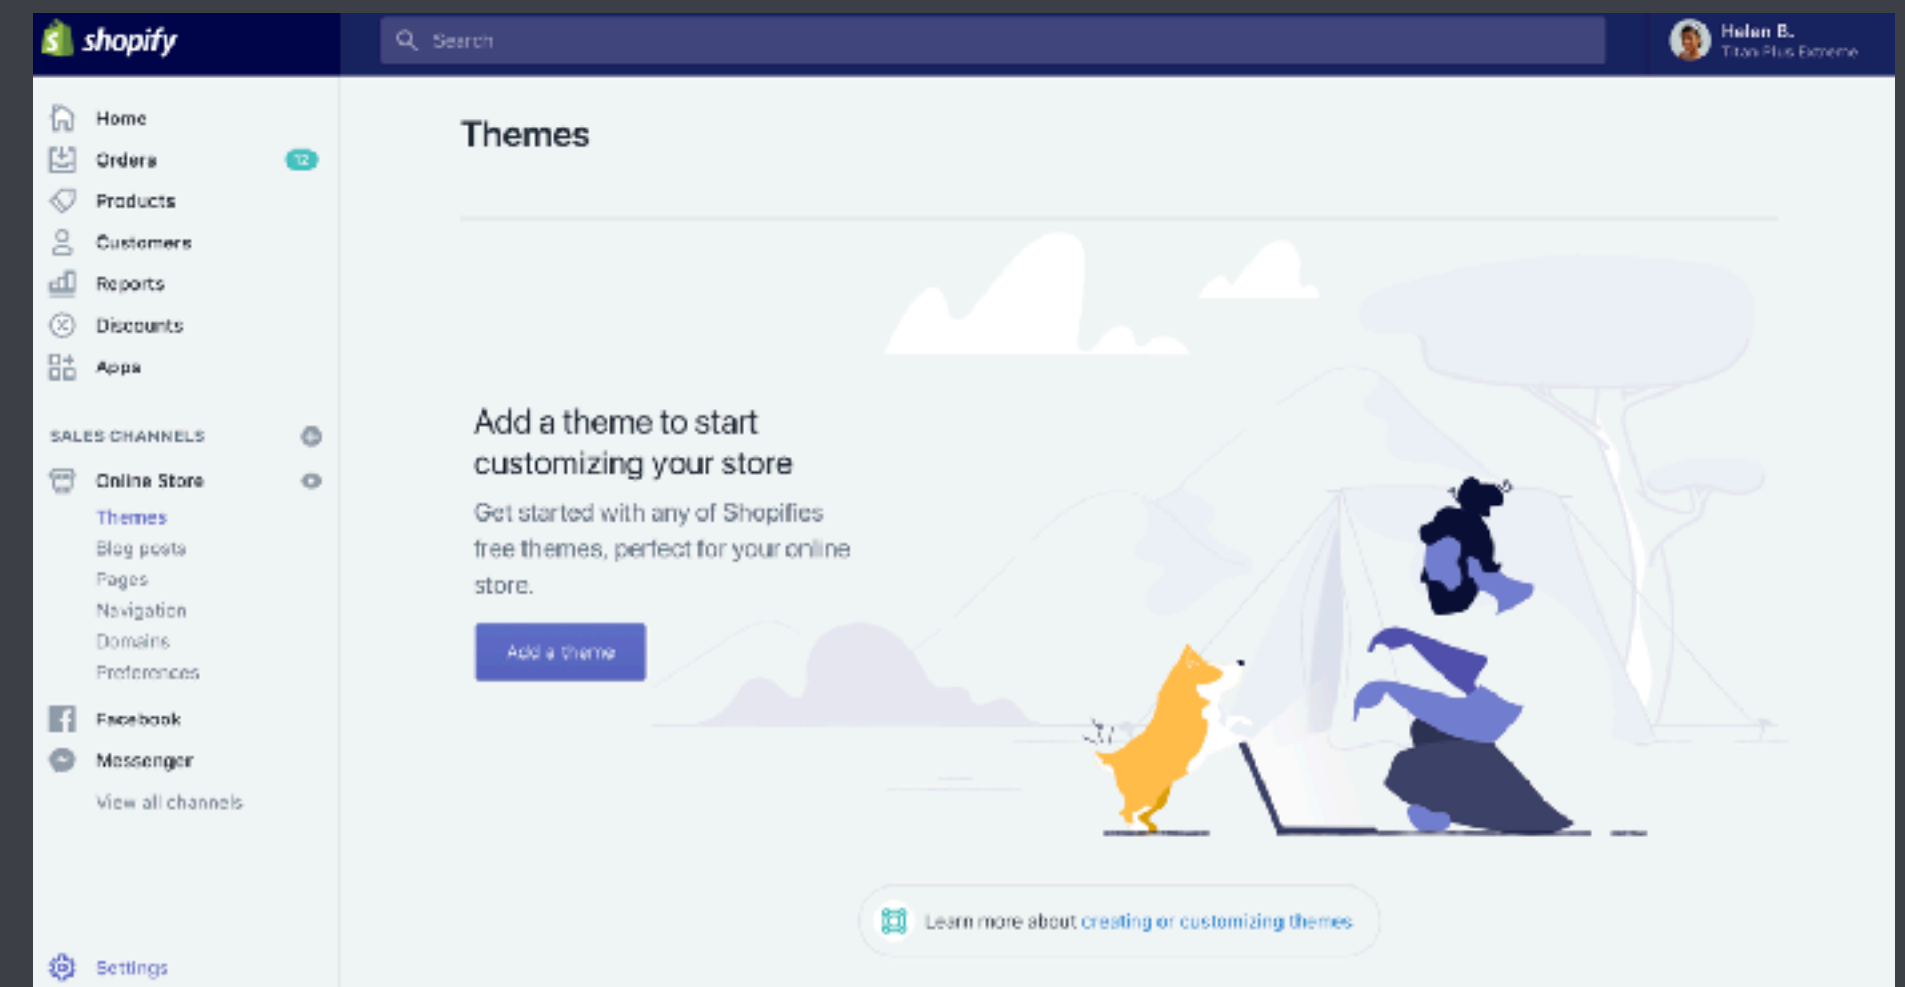 shopify
Search
Helen B.
Titan Plus Extreme
Home
Orders
12
Products
Customers
Reports
Discounts
Apps
SALES CHANNELS
Online Store
Themes
Blog posts
Pages
Navigation
Domains
Preferences
Facebook
Messenger
View all channels
Settings
Themes
Add a theme to start
customizing your store
Get started with any of Shopifies
free themes, perfect for your online
store.
Add a theme
Learn more about creating or customizing themes